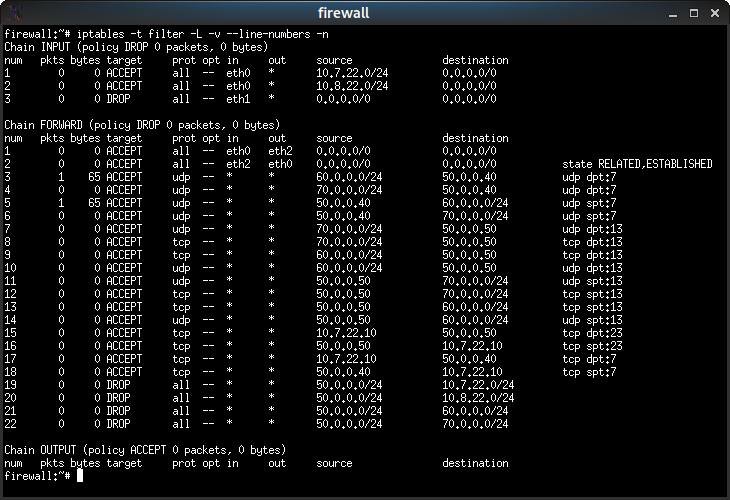 firewall
firewall:~# iptables -t filter -L -v --line-numbers -n
Chain INPUT (policy DROP 0 packets, 0 bytes)
num pkts bytes target prot opt in out source destination
1 0 0 ACCEPT all -- eth0 * 10.7.22.0/24 0.0.0.0/0
2 0 0 ACCEPT all -- eth0 * 10.8.22.0/24 0.0.0.0/0
3 0 0 DROP all -- eth1 * 0.0.0.0/0 0.0.0.0/0
Chain FORWARD (policy DROP 0 packets, 0 bytes)
num pkts bytes target prot opt in out source destination
1 0 0 ACCEPT all -- eth0 eth2 0.0.0.0/0 0.0.0.0/0
2 0 0 ACCEPT all -- eth2 eth0 0.0.0.0/0 0.0.0.0/0 state RELATED,ESTABLISHED
3 1 65 ACCEPT udp -- * * 60.0.0.0/24 50.0.0.40 udp dpt:7
4 0 0 ACCEPT udp -- * * 70.0.0.0/24 50.0.0.40 udp dpt:7
5 1 65 ACCEPT udp -- * * 50.0.0.40 60.0.0.0/24 udp spt:7
6 0 0 ACCEPT udp -- * * 50.0.0.40 70.0.0.0/24 udp spt:7
7 0 0 ACCEPT udp -- * * 70.0.0.0/24 50.0.0.50 udp dpt:13
8 0 0 ACCEPT tcp -- * * 70.0.0.0/24 50.0.0.50 tcp dpt:13
9 0 0 ACCEPT tcp -- * * 60.0.0.0/24 50.0.0.50 tcp dpt:13
10 0 0 ACCEPT udp -- * * 60.0.0.0/24 50.0.0.50 udp dpt:13
11 0 0 ACCEPT udp -- * * 50.0.0.50 70.0.0.0/24 udp spt:13
12 0 0 ACCEPT tcp -- * * 50.0.0.50 70.0.0.0/24 tcp spt:13
13 0 0 ACCEPT tcp -- * * 50.0.0.50 60.0.0.0/24 tcp spt:13
14 0 0 ACCEPT udp -- * * 50.0.0.50 60.0.0.0/24 udp spt:13
15 0 0 ACCEPT tcp -- * * 10.7.22.10 50.0.0.50 tcp dpt:23
16 0 0 ACCEPT tcp -- * * 50.0.0.50 10.7.22.10 tcp spt:23
17 0 0 ACCEPT tcp -- * * 10.7.22.10 50.0.0.40 tcp dpt:7
18 0 0 ACCEPT tcp -- * * 50.0.0.40 10.7.22.10 tcp spt:7
19 0 0 DROP all -- * * 50.0.0.0/24 10.7.22.0/24
20 0 0 DROP all -- * * 50.0.0.0/24 10.8.22.0/24
21 0 0 DROP all -- * * 50.0.0.0/24 60.0.0.0/24
22 0 0 DROP all -- * * 50.0.0.0/24 70.0.0.0/24
Chain OUTPUT (policy ACCEPT 0 packets, 0 bytes)
num pkts bytes target prot opt in out source destination
firewall:~#